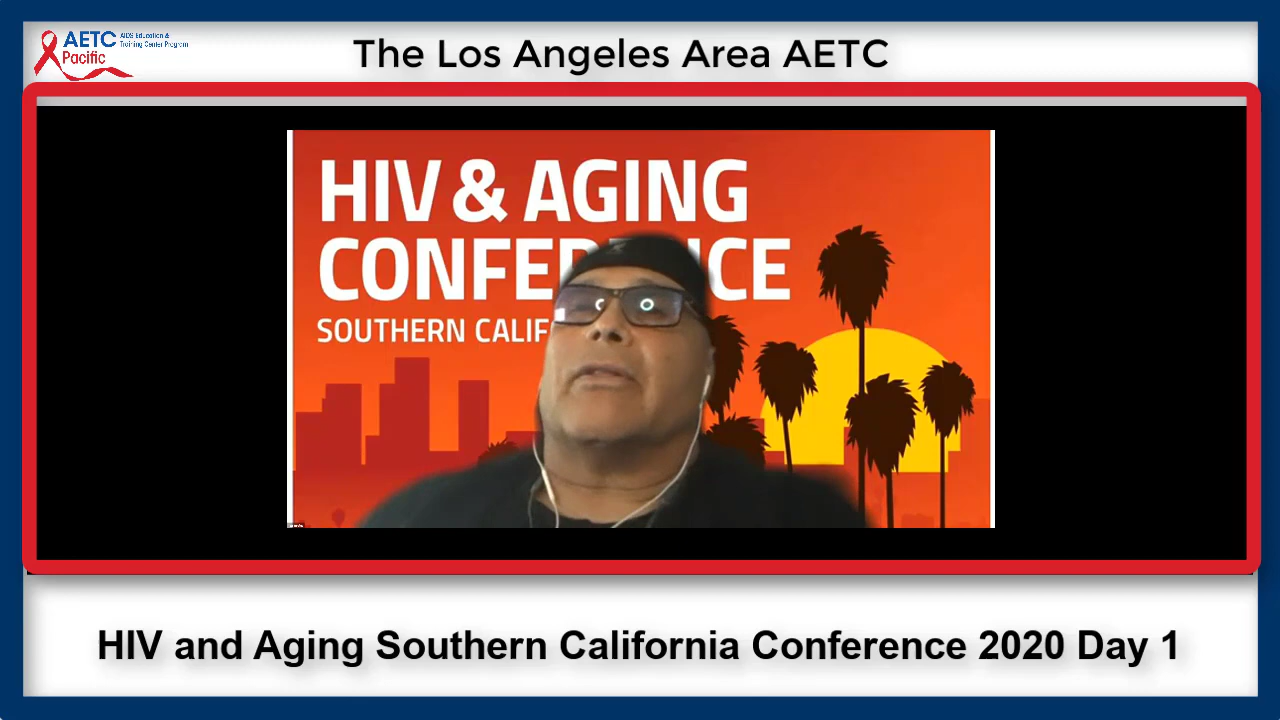 AETC AIDS Education &
Training Center Program
Pacific
The Los Angeles Area AETC
HIV & AGING
CONFE CE
SOUTHERN CALIF
HIV and Aging Southern California Conference 2020 Day 1